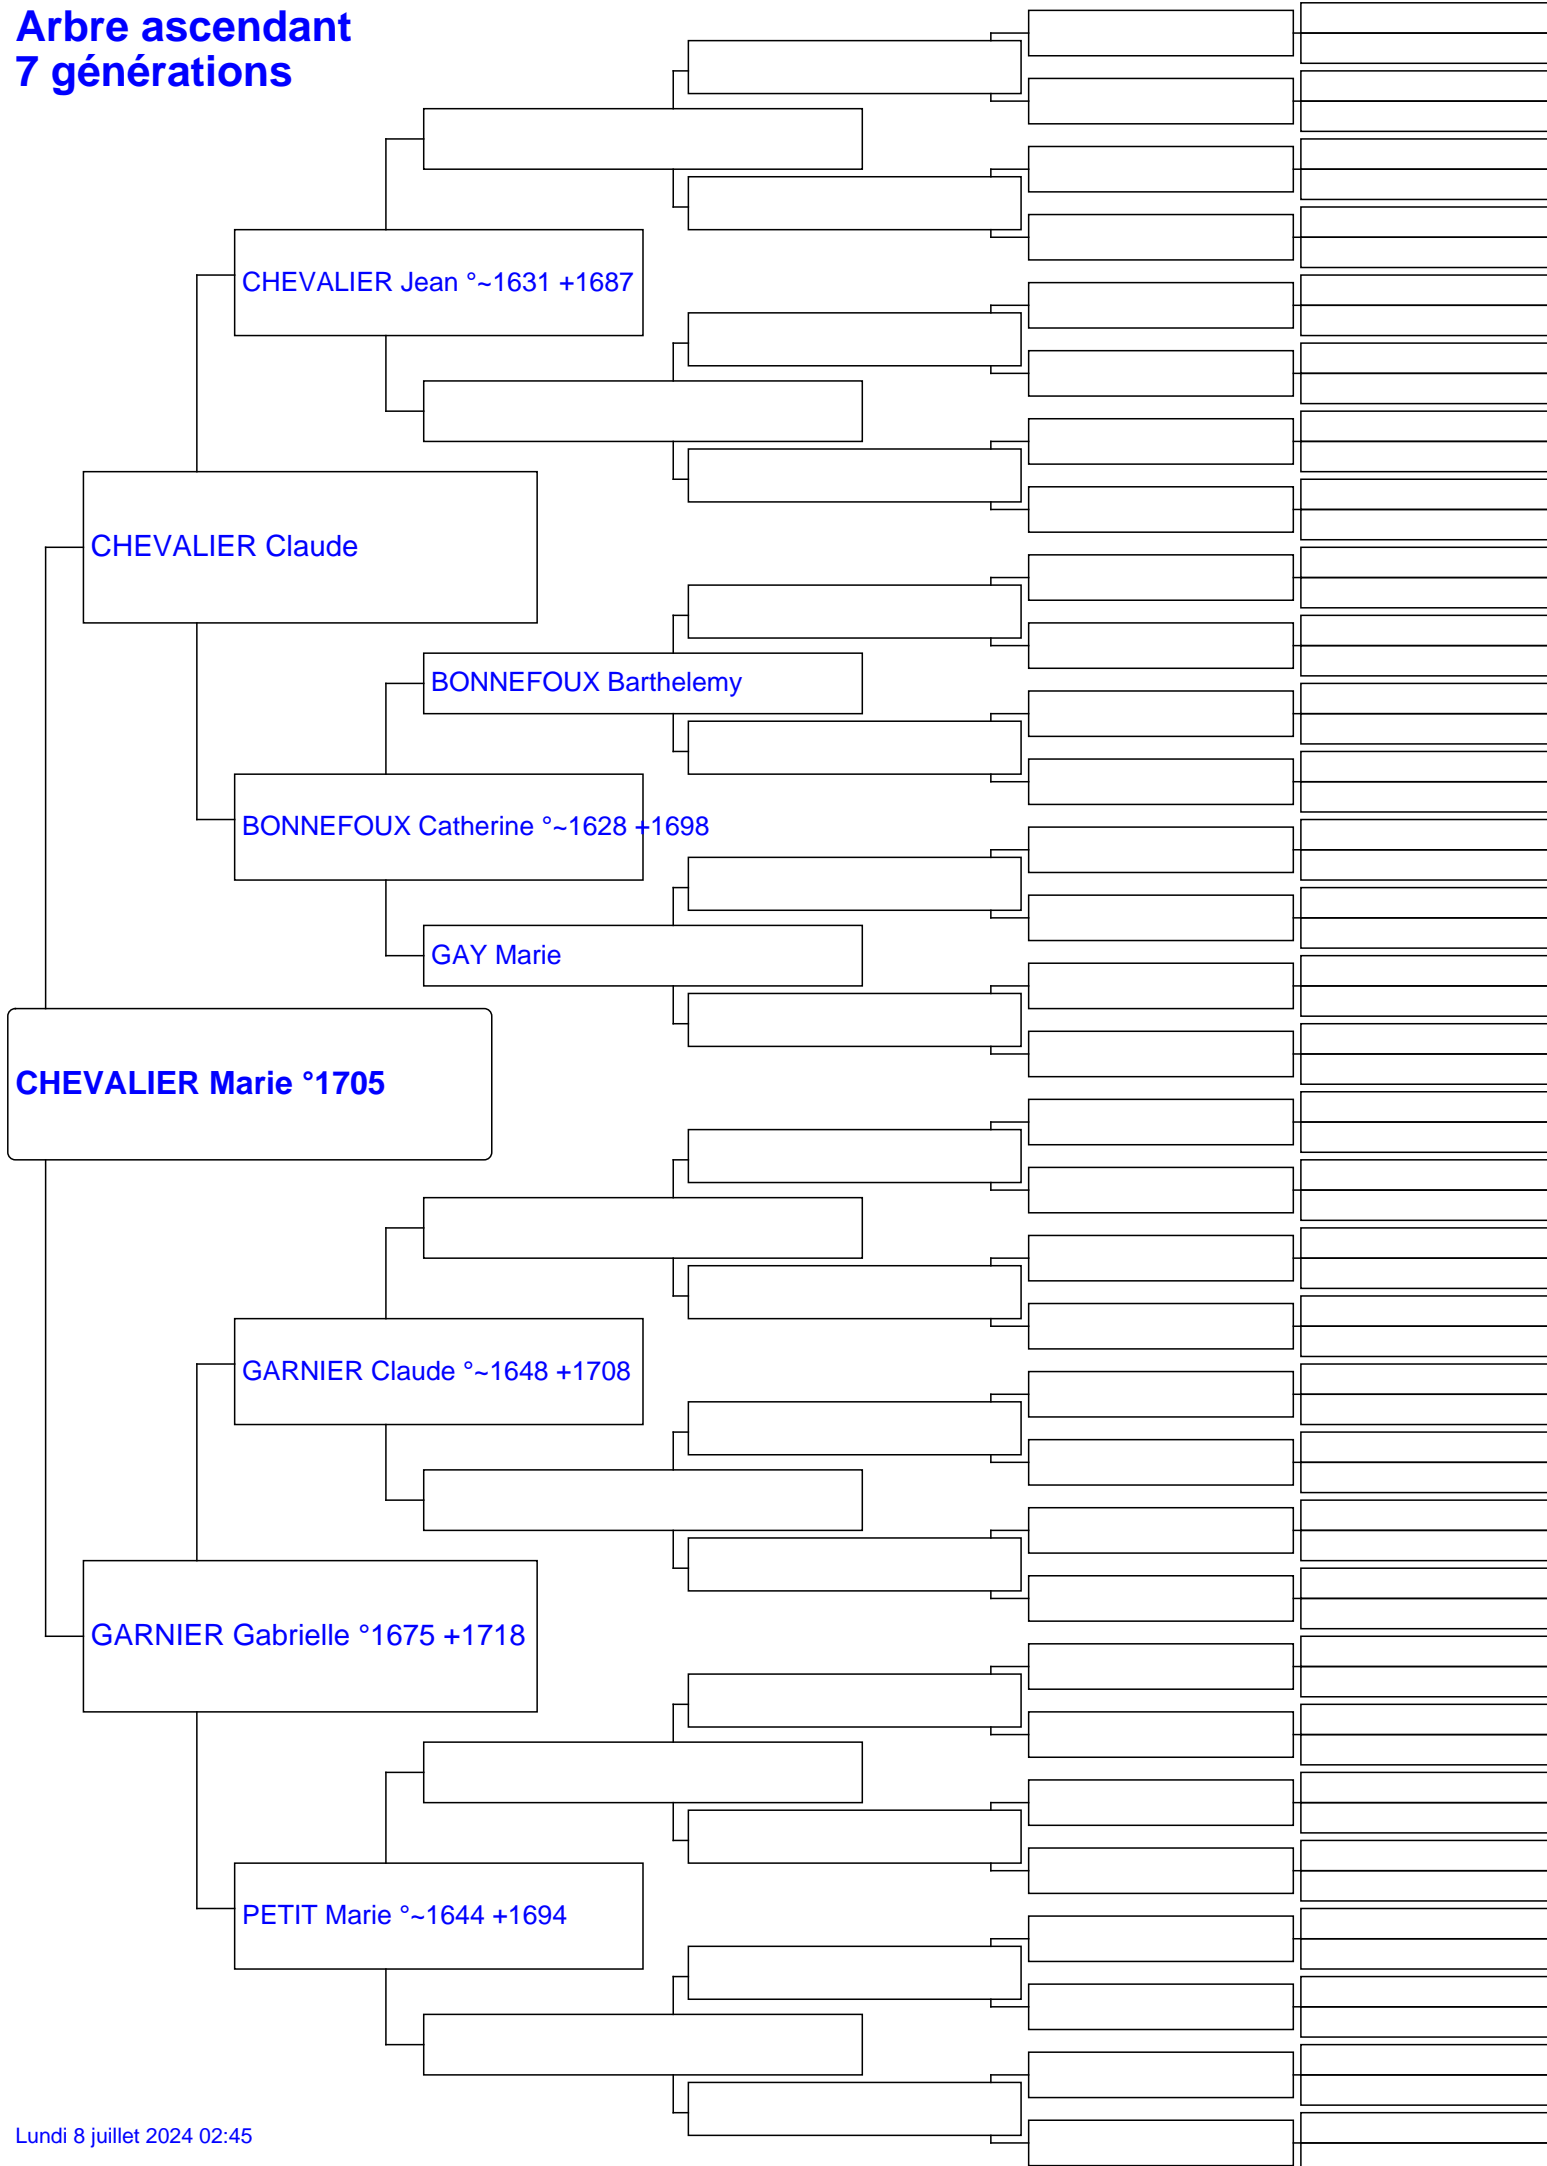 Arbre ascendant
7 générations
CHEVALIER Jean °~1631 +1687
CHEVALIER Claude
BONNEFOUX Barthelemy
BONNEFOUX Catherine °~1628 +1698
GAY Marie
CHEVALIER Marie °1705
GARNIER Claude °~1648 +1708
GARNIER Gabrielle °1675 +1718
PETIT Marie °~1644 +1694
Lundi 8 juillet 2024 02:45